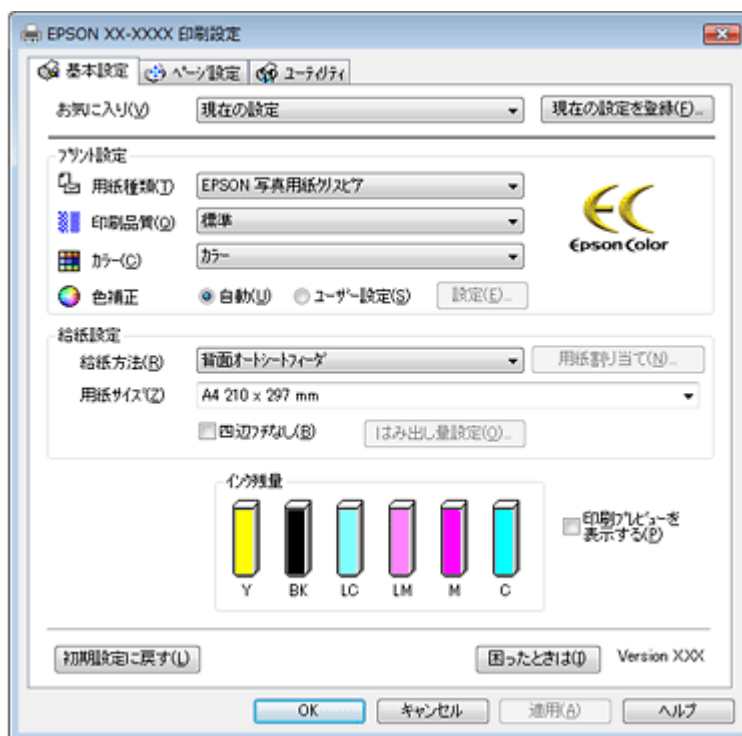 EPSON XX-XXXX 印刷設定
基本設定 ページ設定 ユーティリティ
お気に入り(V) 現在の設定 現在の設定を登録(F)...
プリント設定
用紙種類(T) EPSON 写真用紙クリスピア
印刷品質(Q) 標準
カラー(C) カラー
Epson Color
色補正 自動(U) ユーザー設定(S) 設定(E)...
給紙設定
給紙方法(R) 背面オートシートフィーダ 用紙割り当て(N)...
用紙サイズ(Z) A4 210 x 297 mm
四辺フチなし(B) はみ出し量設定(O)...
インク残量
Y BK LC LM M C
印刷プレビューを
表示する(P)
初期設定に戻す(L) 困ったときは(I) Version XXX
OK キャンセル 適用(A) ヘルプ